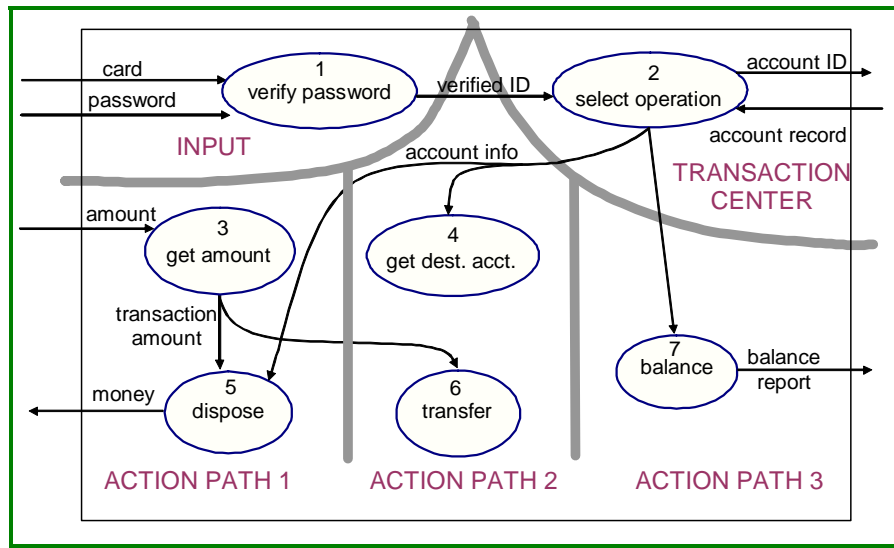 card
password
1
verify password
verified ID
2
select operation
account ID
account record
INPUT
account info
TRANSACTION
CENTER
amount
3
get amount
4
get dest. acct.
transaction
amount
7
balance
balance
report
money
5
dispose
6
transfer
ACTION PATH 1
ACTION PATH 2
ACTION PATH 3